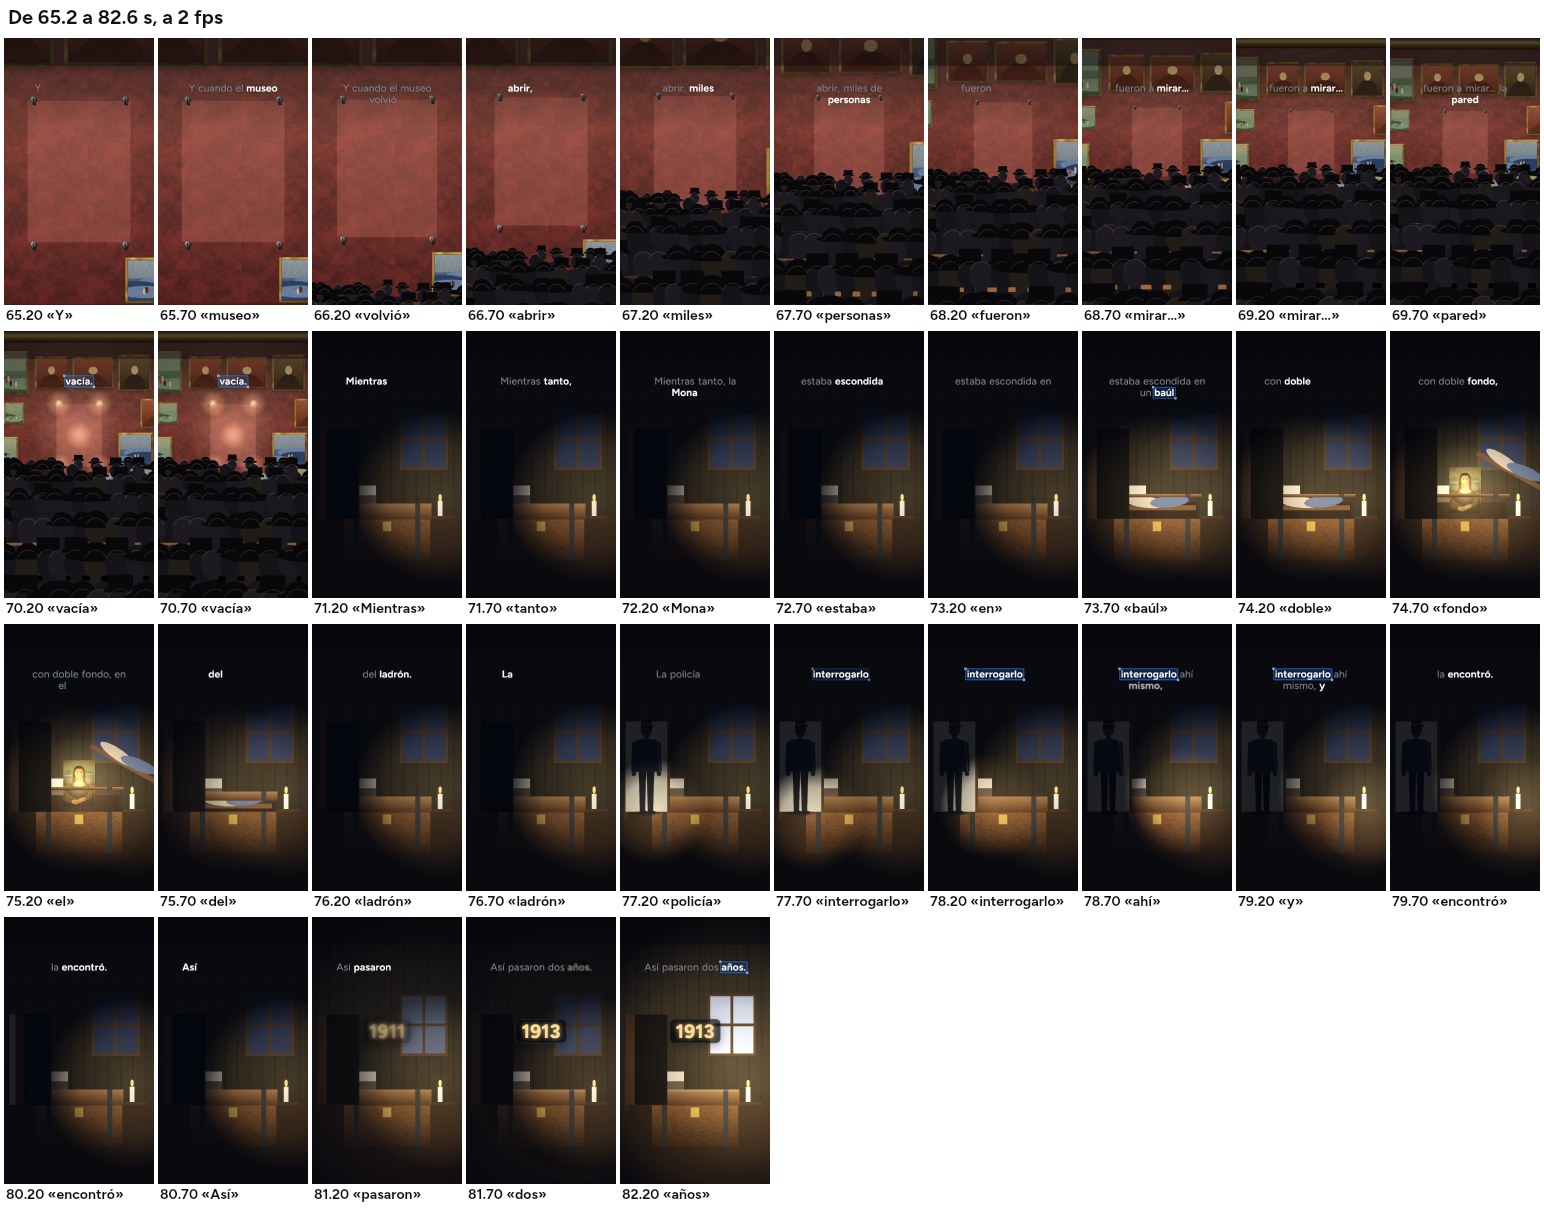 De 65.2 a 82.6 s, a 2 fps
Y
Y cuando el museo
Y cuando el museo
volvió
abrir,
abrir, miles
abrir, miles de
personas
fueron
fueron a mirar...
fueron a mirar...
fueron a mirar... la
pared
65.20 «Y»
65.70 «museo»
66.20 «volvió»
66.70 «abrir»
67.20 «miles»
67.70 «personas»
68.20 «fueron»
68.70 «mirar...»
69.20 «mirar...»
69.70 «pared»
vacía.
vacía.
Mientras
Mientras tanto,
Mientras tanto, la
Mona
estaba escondida
estaba escondida en
estaba escondida en
un baúl
con doble
con doble fondo,
70.20 «vacía»
70.70 «vacía»
71.20 «Mientras»
71.70 «tanto»
72.20 «Mona»
72.70 «estaba»
73.20 «en»
73.70 «baúl»
74.20 «doble»
74.70 «fondo»
con doble fondo, en
el
del
del ladrón.
La
La policía
interrogarlo
interrogarlo
interrogarlo ahí
mismo,
interrogarlo ahí
mismo, y
la encontró.
75.20 «el»
75.70 «del»
76.20 «ladrón»
76.70 «ladrón»
77.20 «policía»
77.70 «interrogarlo»
78.20 «interrogarlo»
78.70 «ahí»
79.20 «y»
79.70 «encontró»
la encontró.
Así
Así pasaron
Así pasaron dos años.
Así pasaron dos años.
1911
1913
1913
80.20 «encontró»
80.70 «Así»
81.20 «pasaron»
81.70 «dos»
82.20 «años»